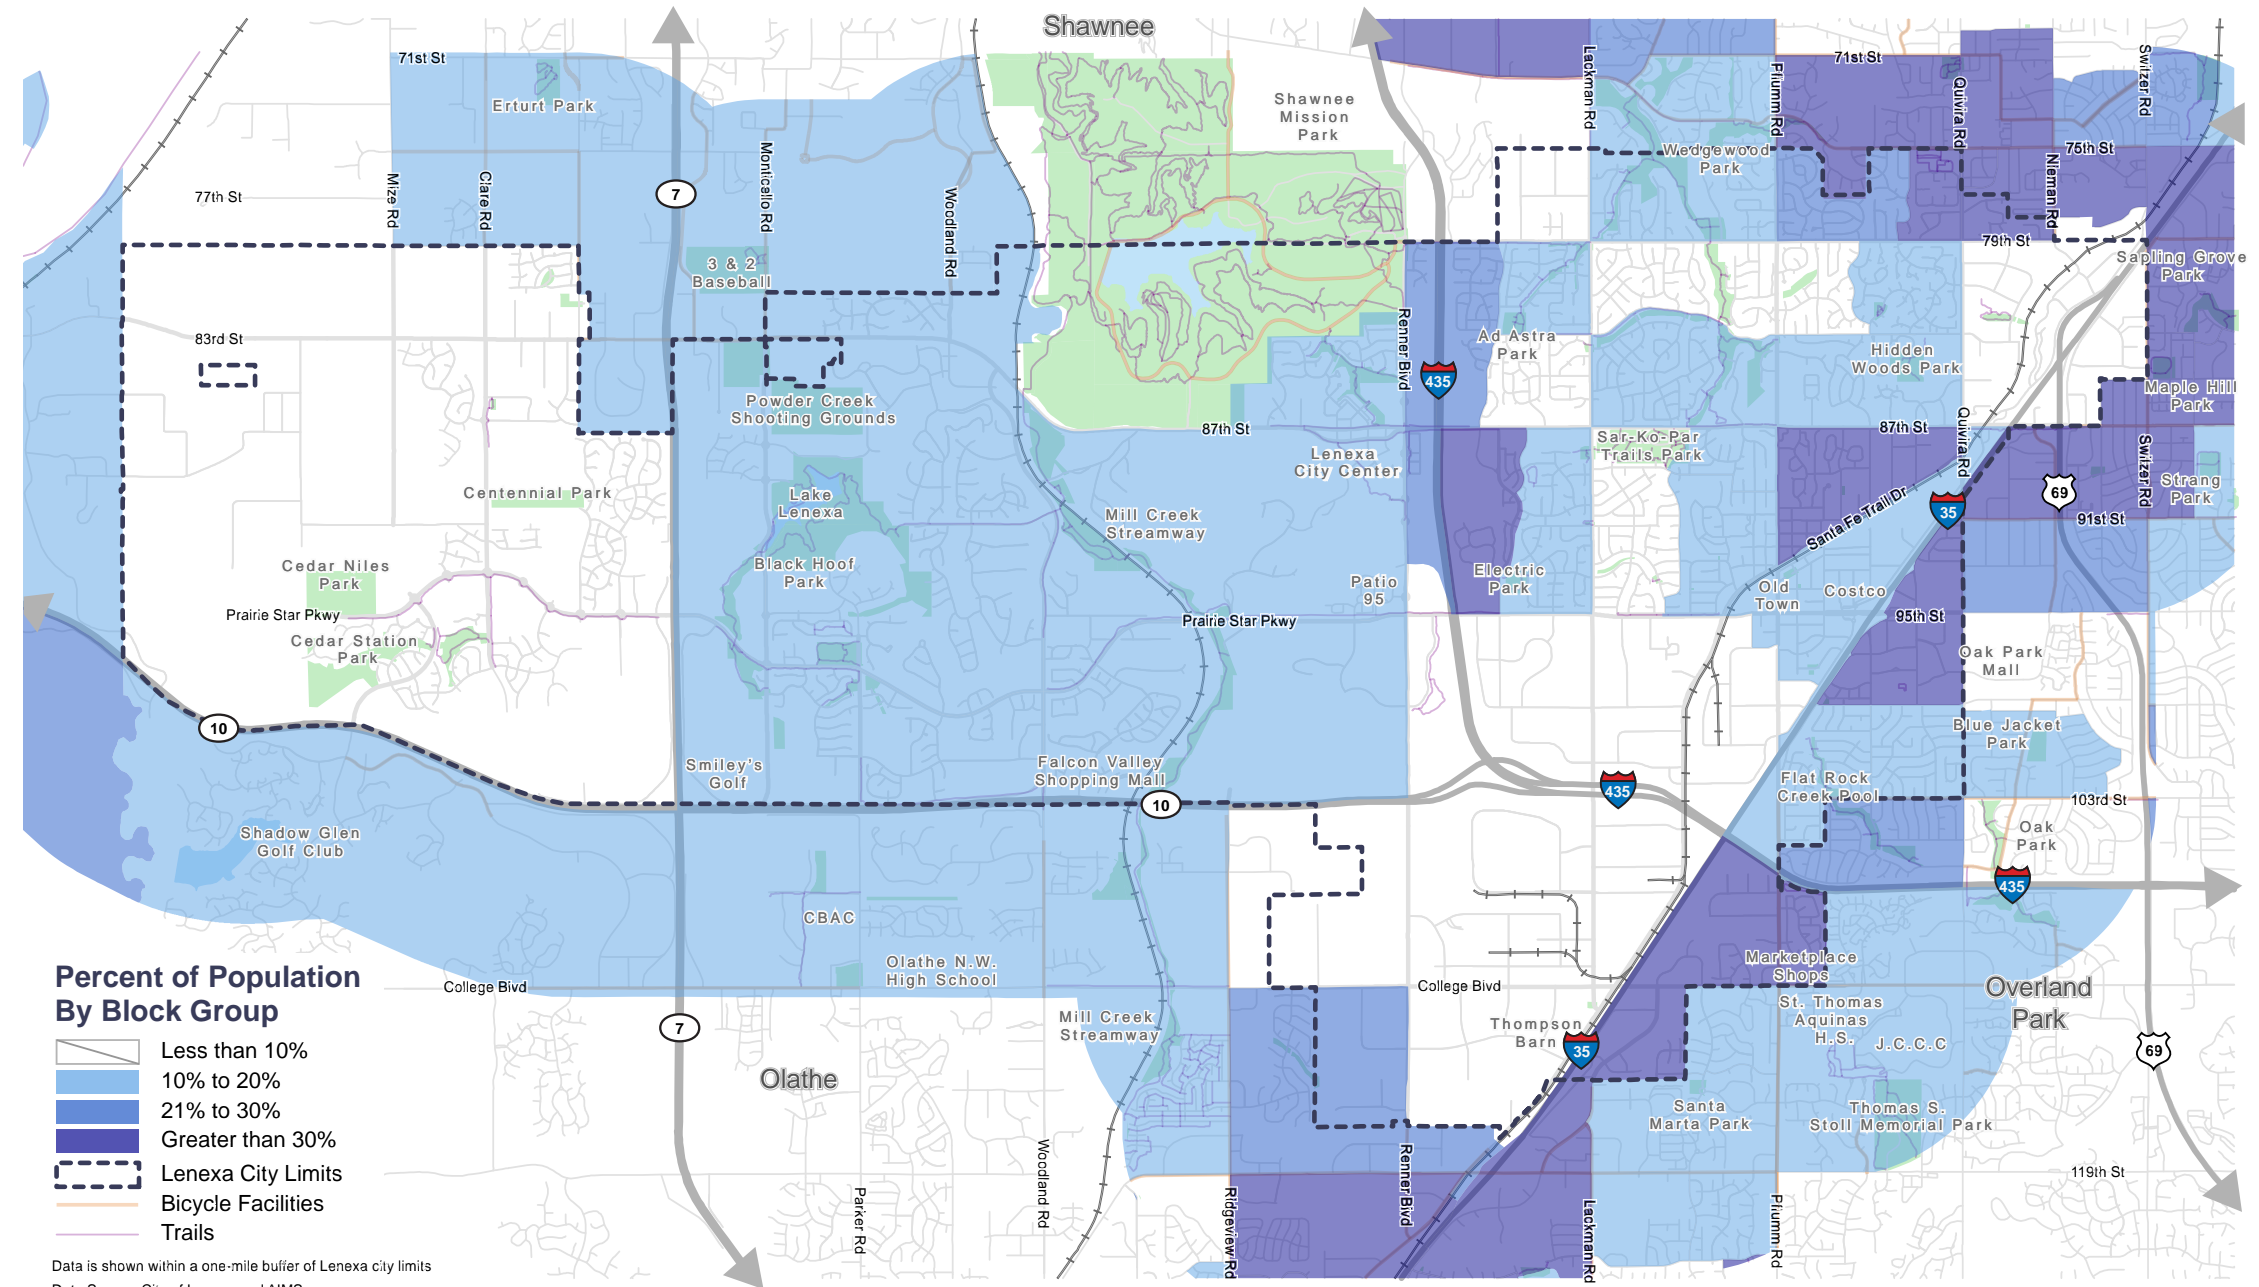 Shawnee
71st St
71st St
Erturt Park
Shawnee
Mission
Park
Lackman Rd
Pflumm Rd
Quivira Rd
Switzer Rd
75th St
Wedgewood
Park
Nieman Rd
77th St
Mize Rd
Clare Rd
7
Monticello Rd
Woodland Rd
79th St
3 & 2
Baseball
Sapling Grove
Park
83rd St
Renner Blvd
435
Ad Astra
Park
Hidden
Woods Park
Maple Hill
Park
Powder Creek
Shooting Grounds
87th St
87th St
Quivira Rd
Switzer Rd
Sar-Ko-Par
Trails Park
Lenexa
City Center
Centennial Park
Lake
Lenexa
Mill Creek
Streamway
69
Strang
Park
35
91st St
Santa Fe Trail Dr
Cedar Niles
Park
Black Hoof
Park
Patio
95
Electric
Park
Old
Town
Costco
Prairie Star Pkwy
Prairie Star Pkwy
95th St
Cedar Station
Park
Oak Park
Mall
10
Blue Jacket
Park
Smiley's
Golf
Falcon Valley
Shopping Mall
Flat Rock
Creek Pool
435
10
103rd St
Shadow Glen
Golf Club
Oak
Park
435
CBAC
Olathe N.W.
High School
Marketplace
Shops
College Blvd
College Blvd
Overland
Park
St. Thomas
Aquinas
H.S.
J.C.C.C
Mill Creek
Streamway
Thompson
Barn
35
7
69
Olathe
Santa
Marta Park
Thomas S.
Stoll Memorial Park
119th St
Parker Rd
Woodland Rd
Ridgeview Rd
Renner Blvd
Lackman Rd
Pflumm Rd
Percent of Population
By Block Group
Less than 10%
10% to 20%
21% to 30%
Greater than 30%
Lenexa City Limits
Bicycle Facilities
Trails
Data is shown within a one-mile buffer of Lenexa city limits